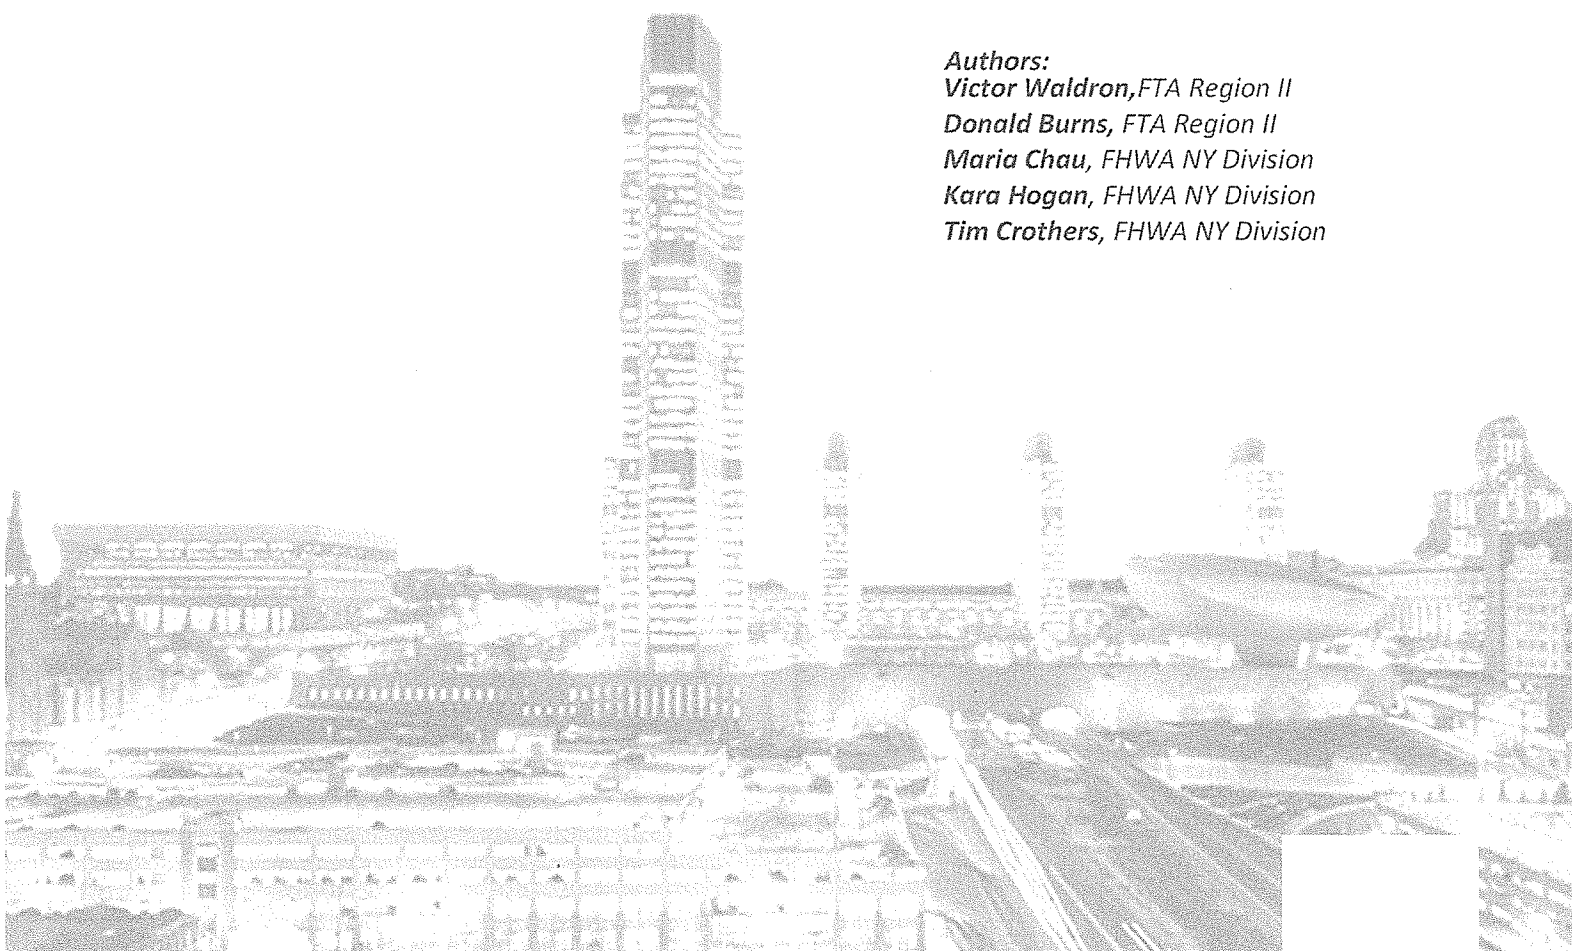 Authors:
Victor Waldron,FTA Region II
Donald Burns, FTA Region II
Maria Chau, FHWA NY Division
Kara Hogan, FHWA NY Division
Tim Crothers, FHWA NY Division